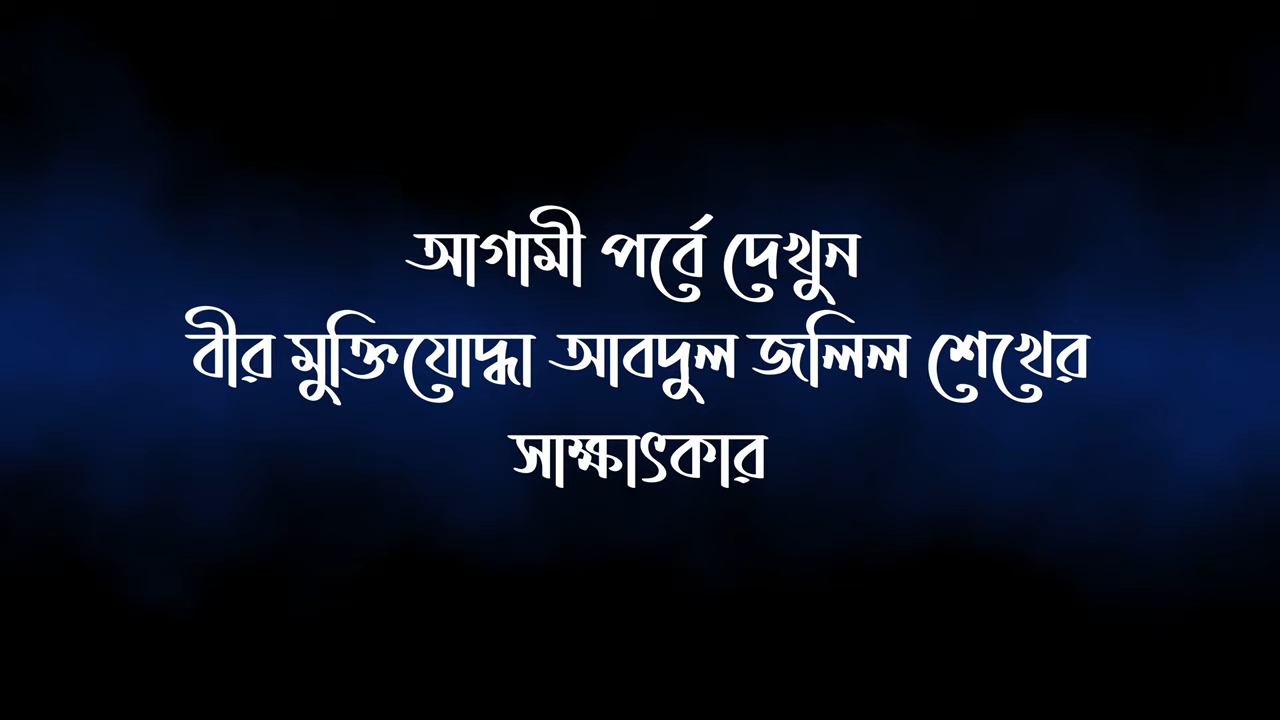 আগামী পর্বে দেখুন
বীর মুক্তিযোদ্ধা আবদুল জলিল শেখের
সাক্ষাৎকার